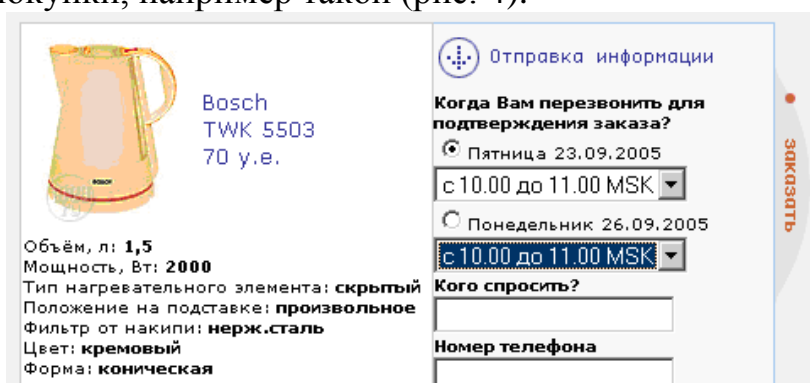 покупки, например такой (рис. 4).
Bosch
TWK 5503
70 у.е.
Объём, л: 1,5
Мощность, Вт: 2000
Тип нагревательного элемента: скрытый
Положение на подставке: произвольное
Фильтр от накипи: нерж.сталь
Цвет: кремовый
Форма: коническая
Отправка информации
Когда Вам перезвонить для
подтверждения заказа?
Пятница 23.09.2005
с 10.00 до 11.00 MSK
Понедельник 26.09.2005
с 10.00 до 11.00 MSK
Кого спросить?
Номер телефона
заказать